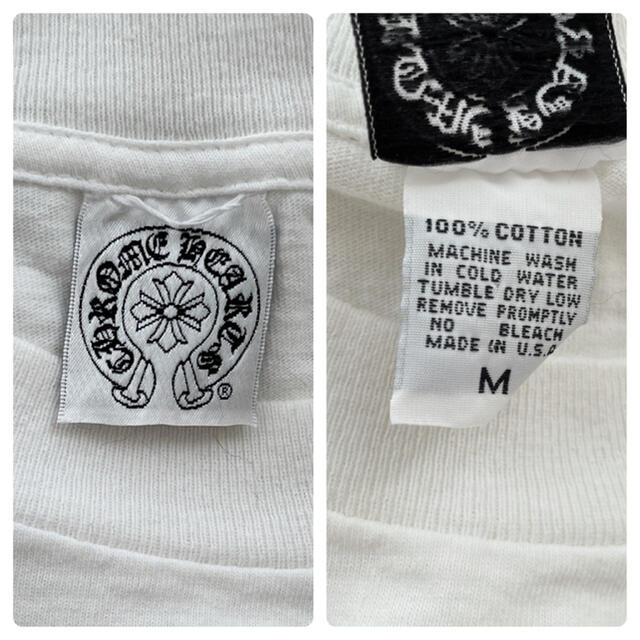 CHROME HEARTS
®
100% COTTON
MACHINE WASH
IN COLD WATER
TUMBLE DRY LOW
REMOVE PROMPTLY
NO BLEACH
MADE IN U.S.A
M